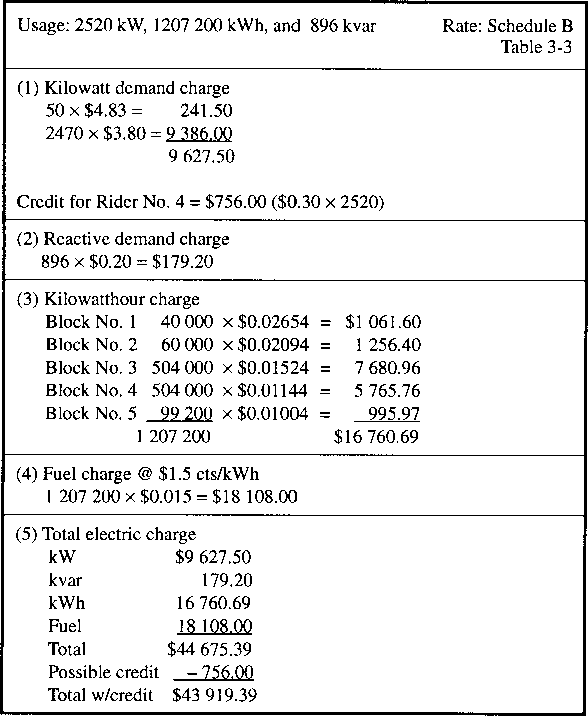 Usage: 2520 kW, 1207 200 kWh, and 896 kvar Rate: Schedule B
Table 3-3
(1) Kilowatt demand charge
50 × $4.83 = 241.50
2470 × $3.80 = 9 386.00
9 627.50
Credit for Rider No. 4 = $756.00 ($0.30 × 2520)
(2) Reactive demand charge
896 × $0.20 = $179.20
(3) Kilowatthour charge
Block No. 1 40 000 × $0.02654 = $1 061.60
Block No. 2 60 000 × $0.02094 = 1 256.40
Block No. 3 504 000 × $0.01524 = 7 680.96
Block No. 4 504 000 × $0.01144 = 5 765.76
Block No. 5 99 200 × $0.01004 = 995.97
1 207 200 $16 760.69
(4) Fuel charge @ $1.5 cts/kWh
1 207 200 × $0.015 = $18 108.00
(5) Total electric charge
kW $9 627.50
kvar 179.20
kWh 16 760.69
Fuel 18 108.00
Total $44 675.39
Possible credit – 756.00
Total w/credit $43 919.39